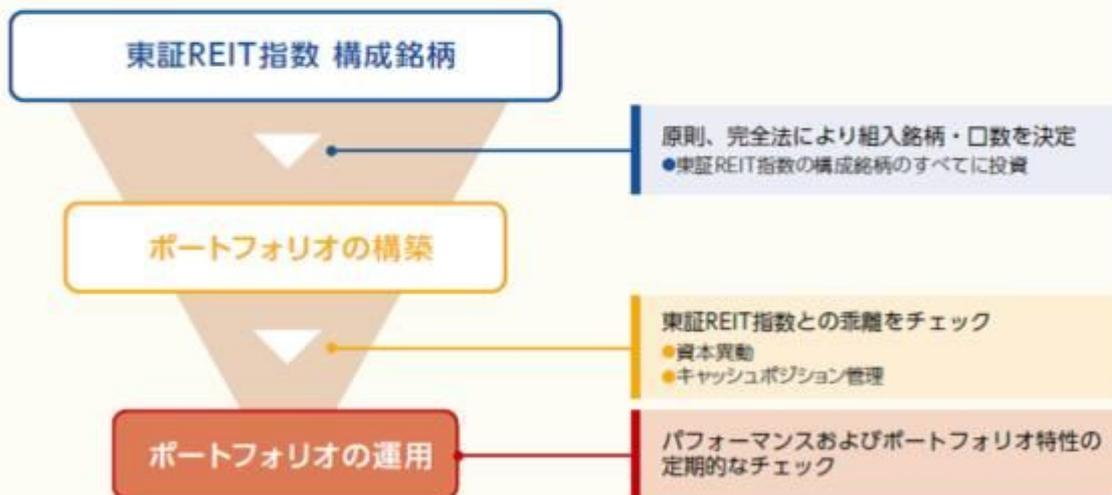 東証REIT指数 構成銘柄
原則、完全法により組入銘柄・口数を決定
●東証REIT指数の構成銘柄のすべてに投資
ポートフォリオの構築
東証REIT指数との乖離をチェック
●資本異動
●キャッシュポジション管理
ポートフォリオの運用
パフォーマンスおよびポートフォリオ特性の
定期的なチェック